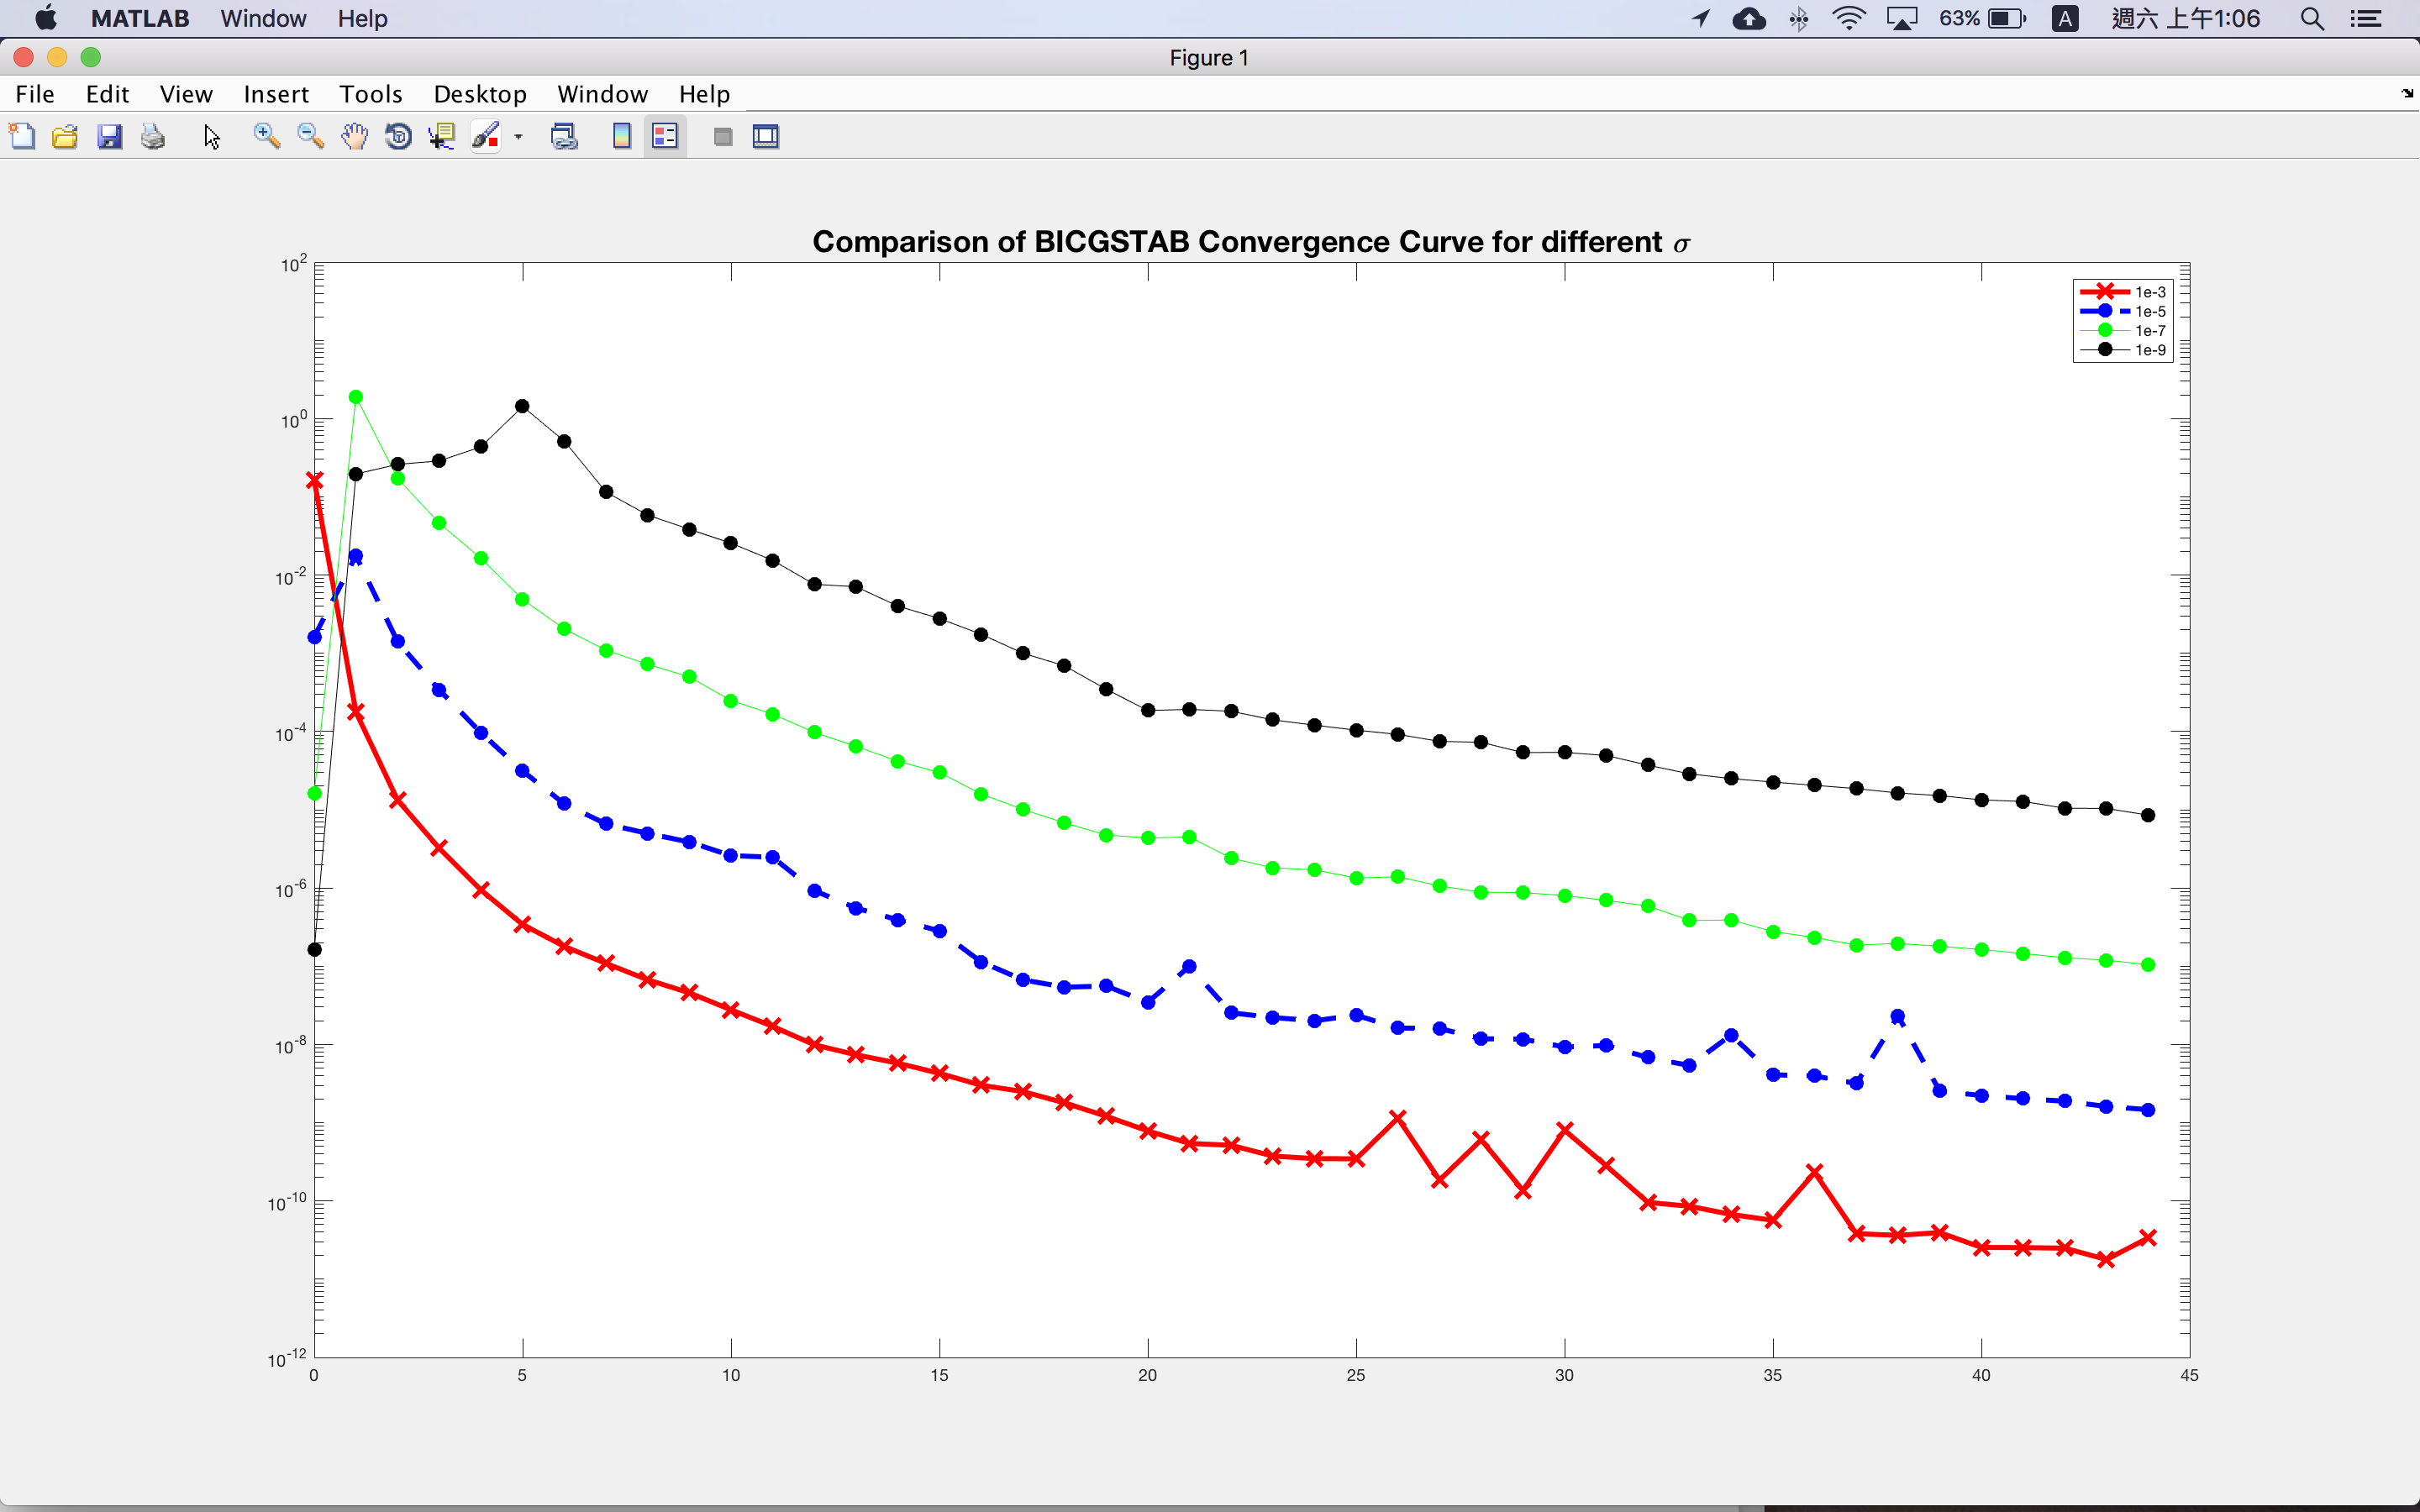 MATLAB Window Help 63% A 週六 上午1:06
Figure 1
File Edit View Insert Tools Desktop Window Help
Comparison of BICGSTAB Convergence Curve for different σ
10^2
1e-3
1e-5
1e-7
1e-9
10^0
10^-2
10^-4
10^-6
10^-8
10^-10
10^-12
0 5 10 15 20 25 30 35 40 45